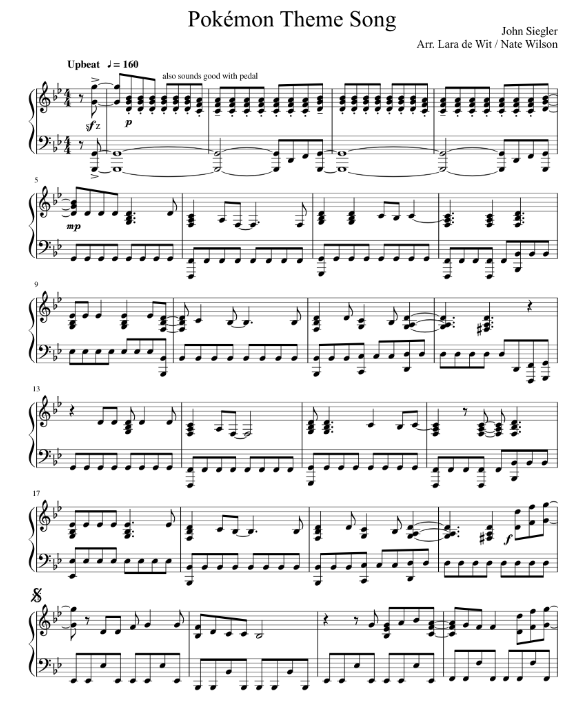 Pokémon Theme Song
John Siegler
Arr. Lara de Wit / Nate Wilson
Upbeat ♩ = 160
also sounds good with pedal
sfz
p
5
mp
9
13
17
f